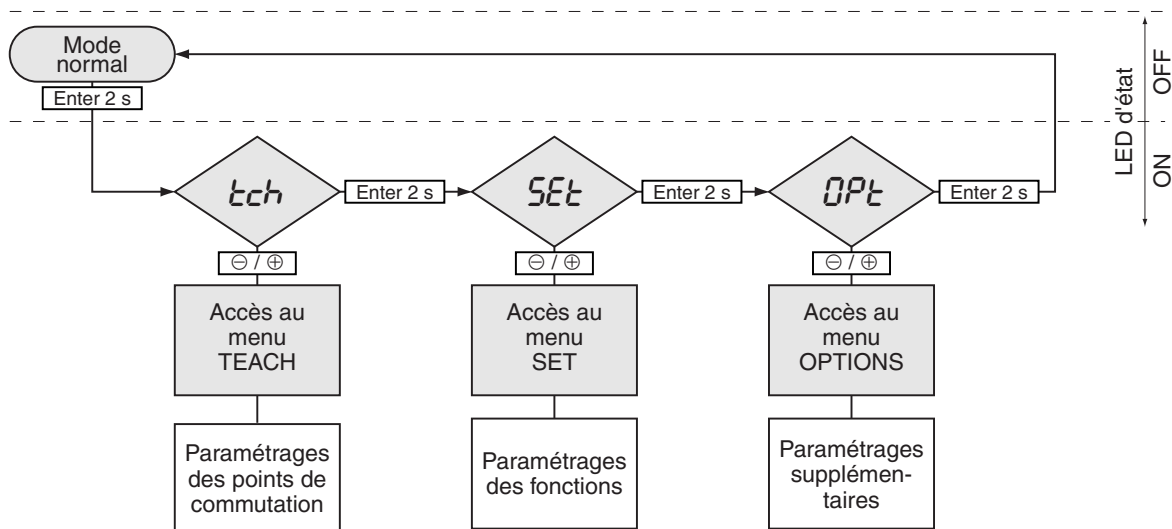 Mode
normal
Enter 2 s
LED d'état
OFF
ON
tch
Enter 2 s
SEt
Enter 2 s
OPt
Enter 2 s
⊖ / ⊕
⊖ / ⊕
⊖ / ⊕
Accès au
menu
TEACH
Accès au
menu
SET
Accès au
menu
OPTIONS
Paramétrages
des points de
commutation
Paramétrages
des fonctions
Paramétrages
supplémen-
taires